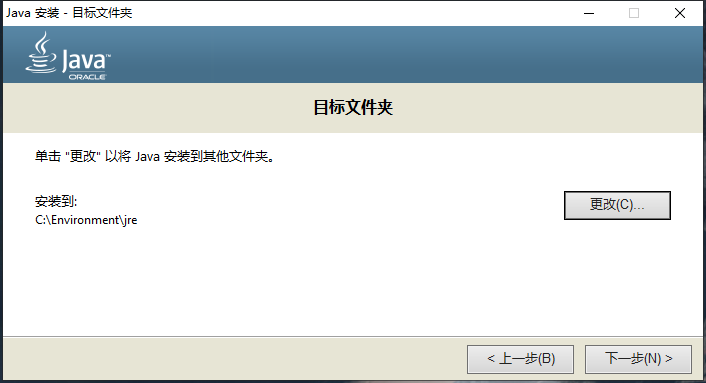 Java 安装 - 目标文件夹
Java™
ORACLE
目标文件夹
单击 "更改" 以将 Java 安装到其他文件夹。
安装到:
C:\Environment\jre
更改(C)...
< 上一步(B)
下一步(N) >